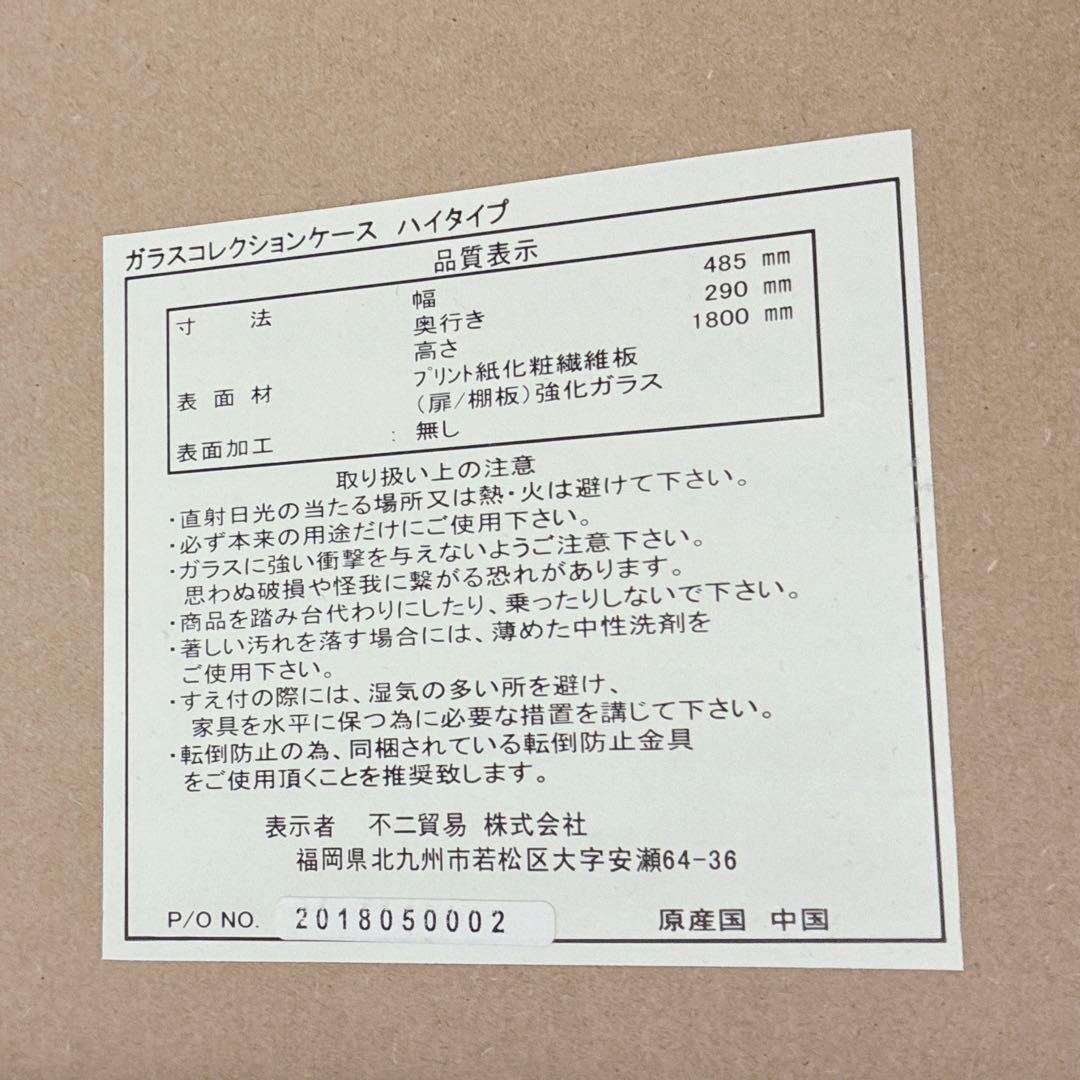 ガラスコレクションケース ハイタイプ
品質表示
寸 法 幅 485 mm
奥行き 290 mm
高さ 1800 mm
表面材 プリント紙化粧繊維板
(扉/棚板)強化ガラス
表面加工 : 無し
取り扱い上の注意
・直射日光の当たる場所又は熱・火は避けて下さい。
・必ず本来の用途だけにご使用下さい。
・ガラスに強い衝撃を与えないようご注意下さい。
思わぬ破損や怪我に繋がる恐れがあります。
・商品を踏み台代わりにしたり、乗ったりしないで下さい。
・著しい汚れを落す場合には、薄めた中性洗剤を
ご使用下さい。
・すえ付の際には、湿気の多い所を避け、
家具を水平に保つ為に必要な措置を講じて下さい。
・転倒防止の為、同梱されている転倒防止金具
をご使用頂くことを推奨致します。
表示者 不二貿易 株式会社
福岡県北九州市若松区大字安瀬64-36
P/O NO. 2018050002 原産国 中国